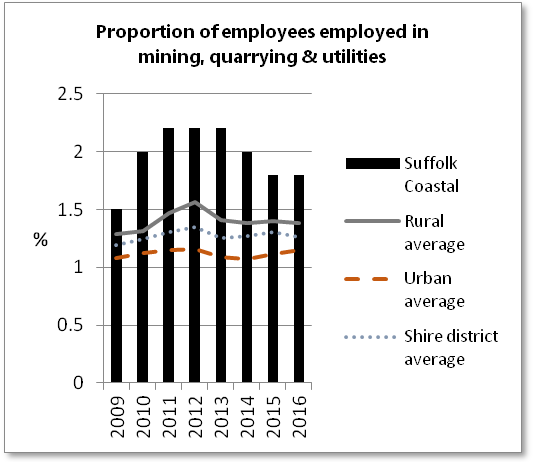 Proportion of employees employed in
mining, quarrying & utilities
2.5
2
1.5
1
0.5
0
%
2009
2010
2011
2012
2013
2014
2015
2016
Suffolk
Coastal
Rural
average
Urban
average
Shire district
average